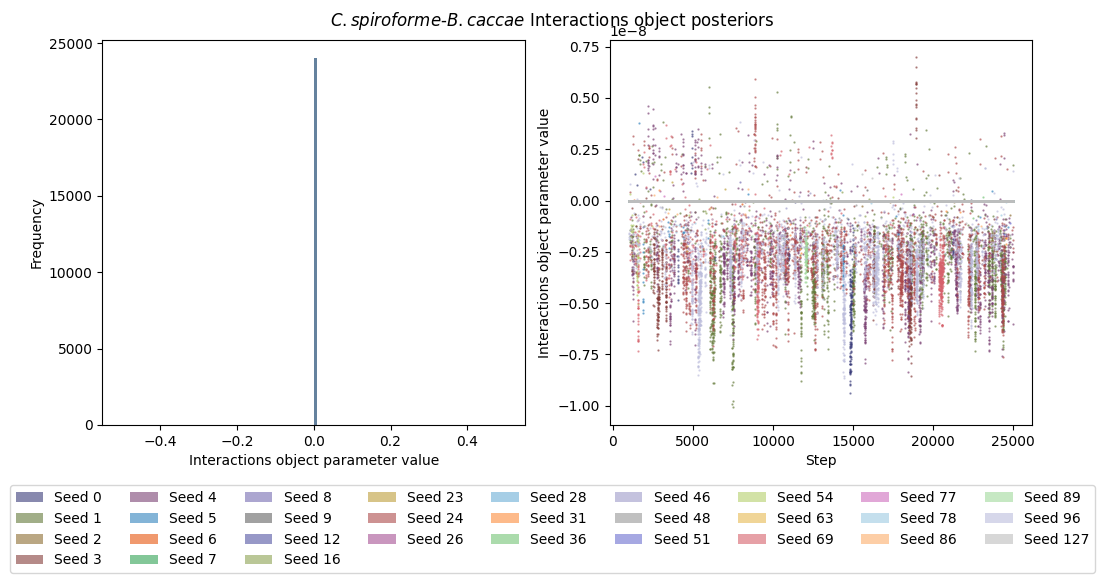 C. spiroforme-B. caccae Interactions object posteriors
25000
20000
15000
10000
5000
0
Frequency
−0.4 −0.2 0.0 0.2 0.4
Interactions object parameter value
1e−8
0.75
0.50
0.25
0.00
−0.25
−0.50
−0.75
−1.00
Interactions object parameter value
0 5000 10000 15000 20000 25000
Step
Seed 0 Seed 4 Seed 8 Seed 23 Seed 28 Seed 46 Seed 54 Seed 77 Seed 89
Seed 1 Seed 5 Seed 9 Seed 24 Seed 31 Seed 48 Seed 63 Seed 78 Seed 96
Seed 2 Seed 6 Seed 12 Seed 26 Seed 36 Seed 51 Seed 69 Seed 86 Seed 127
Seed 3 Seed 7 Seed 16